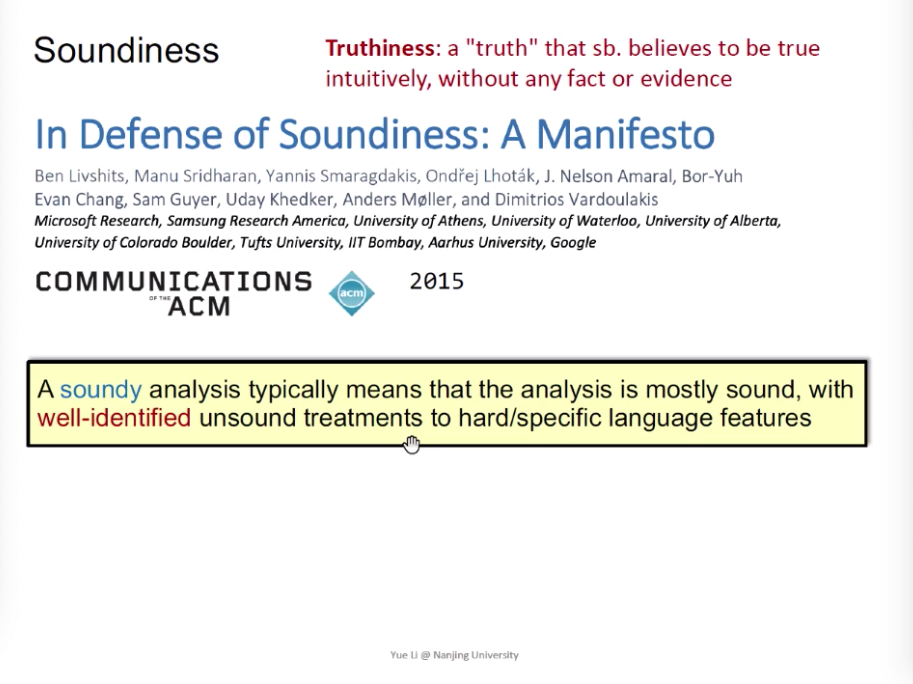 Soundiness
Truthiness: a "truth" that sb. believes to be true
intuitively, without any fact or evidence
In Defense of Soundiness: A Manifesto
Ben Livshits, Manu Sridharan, Yannis Smaragdakis, Ondřej Lhoták, J. Nelson Amaral, Bor-Yuh
Evan Chang, Sam Guyer, Uday Khedker, Anders Møller, and Dimitrios Vardoulakis
Microsoft Research, Samsung Research America, University of Athens, University of Waterloo, University of Alberta,
University of Colorado Boulder, Tufts University, IIT Bombay, Aarhus University, Google
COMMUNICATIONS
OF THE ACM
acm
2015
A soundy analysis typically means that the analysis is mostly sound, with
well-identified unsound treatments to hard/specific language features
Yue Li @ Nanjing University